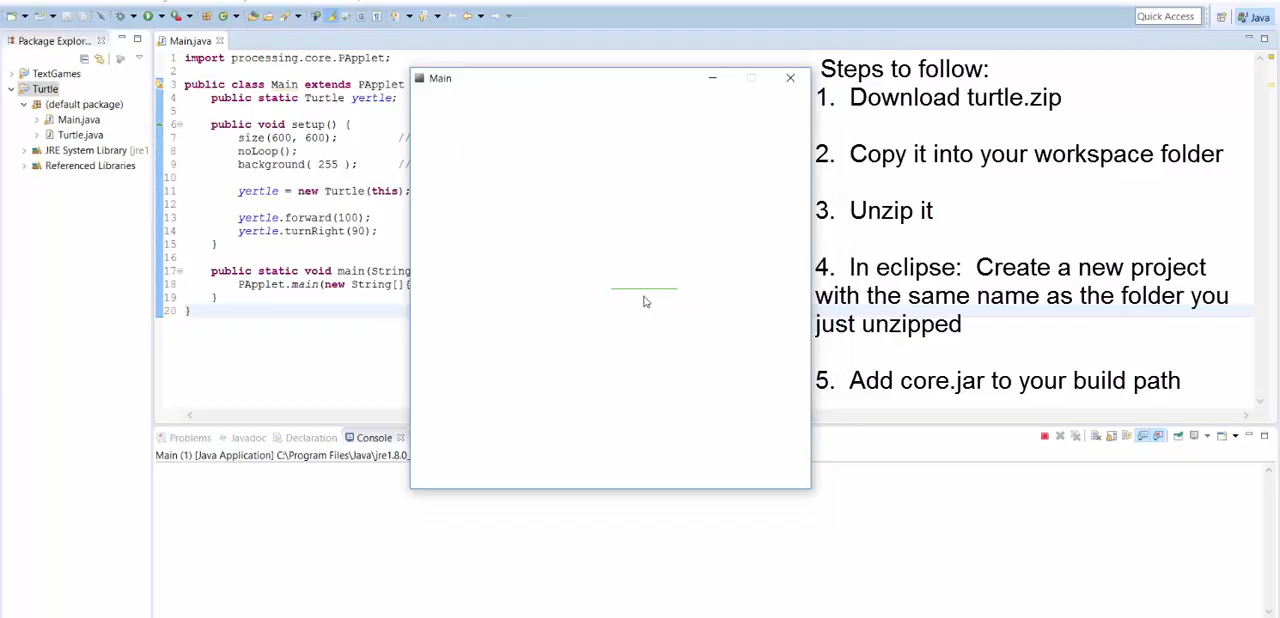 Quick Access
Java
Package Explor...
TextGames
Turtle
(default package)
Main.java
Turtle.java
JRE System Library [jre1
Referenced Libraries
Main.java
1 import processing.core.PApplet;
2
3 public class Main extends PApplet
4 public static Turtle yertle;
5
6 public void setup() {
7 size(600, 600); //
8 noLoop();
9 background( 255 ); //
10
11 yertle = new Turtle(this);
12
13 yertle.forward(100);
14 yertle.turnRight(90);
15 }
16
17 public static void main(String
18 PApplet.main(new String[]{
19 }
20 }
Main
Steps to follow:
1. Download turtle.zip
2. Copy it into your workspace folder
3. Unzip it
4. In eclipse: Create a new project
with the same name as the folder you
just unzipped
5. Add core.jar to your build path
Problems
Javadoc
Declaration
Console
Main (1) [Java Application] C:\Program Files\Java\jre1.8.0_